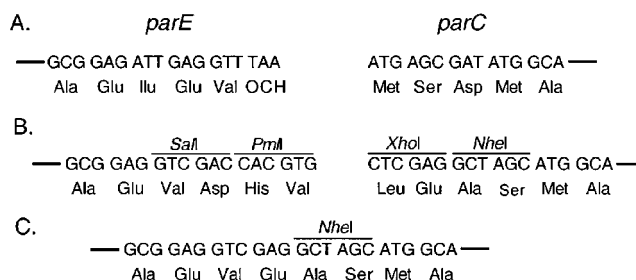 A. parE parC
GCG GAG ATT GAG GTT TAA ATG AGC GAT ATG GCA
Ala Glu Ilu Glu Val OCH Met Ser Asp Met Ala
B. SalI PmlI XhoI NheI
GCG GAG GTC GAC CAC GTG CTC GAG GCT AGC ATG GCA
Ala Glu Val Asp His Val Leu Glu Ala Ser Met Ala
C. NheI
GCG GAG GTC GAG GCT AGC ATG GCA
Ala Glu Val Glu Ala Ser Met Ala